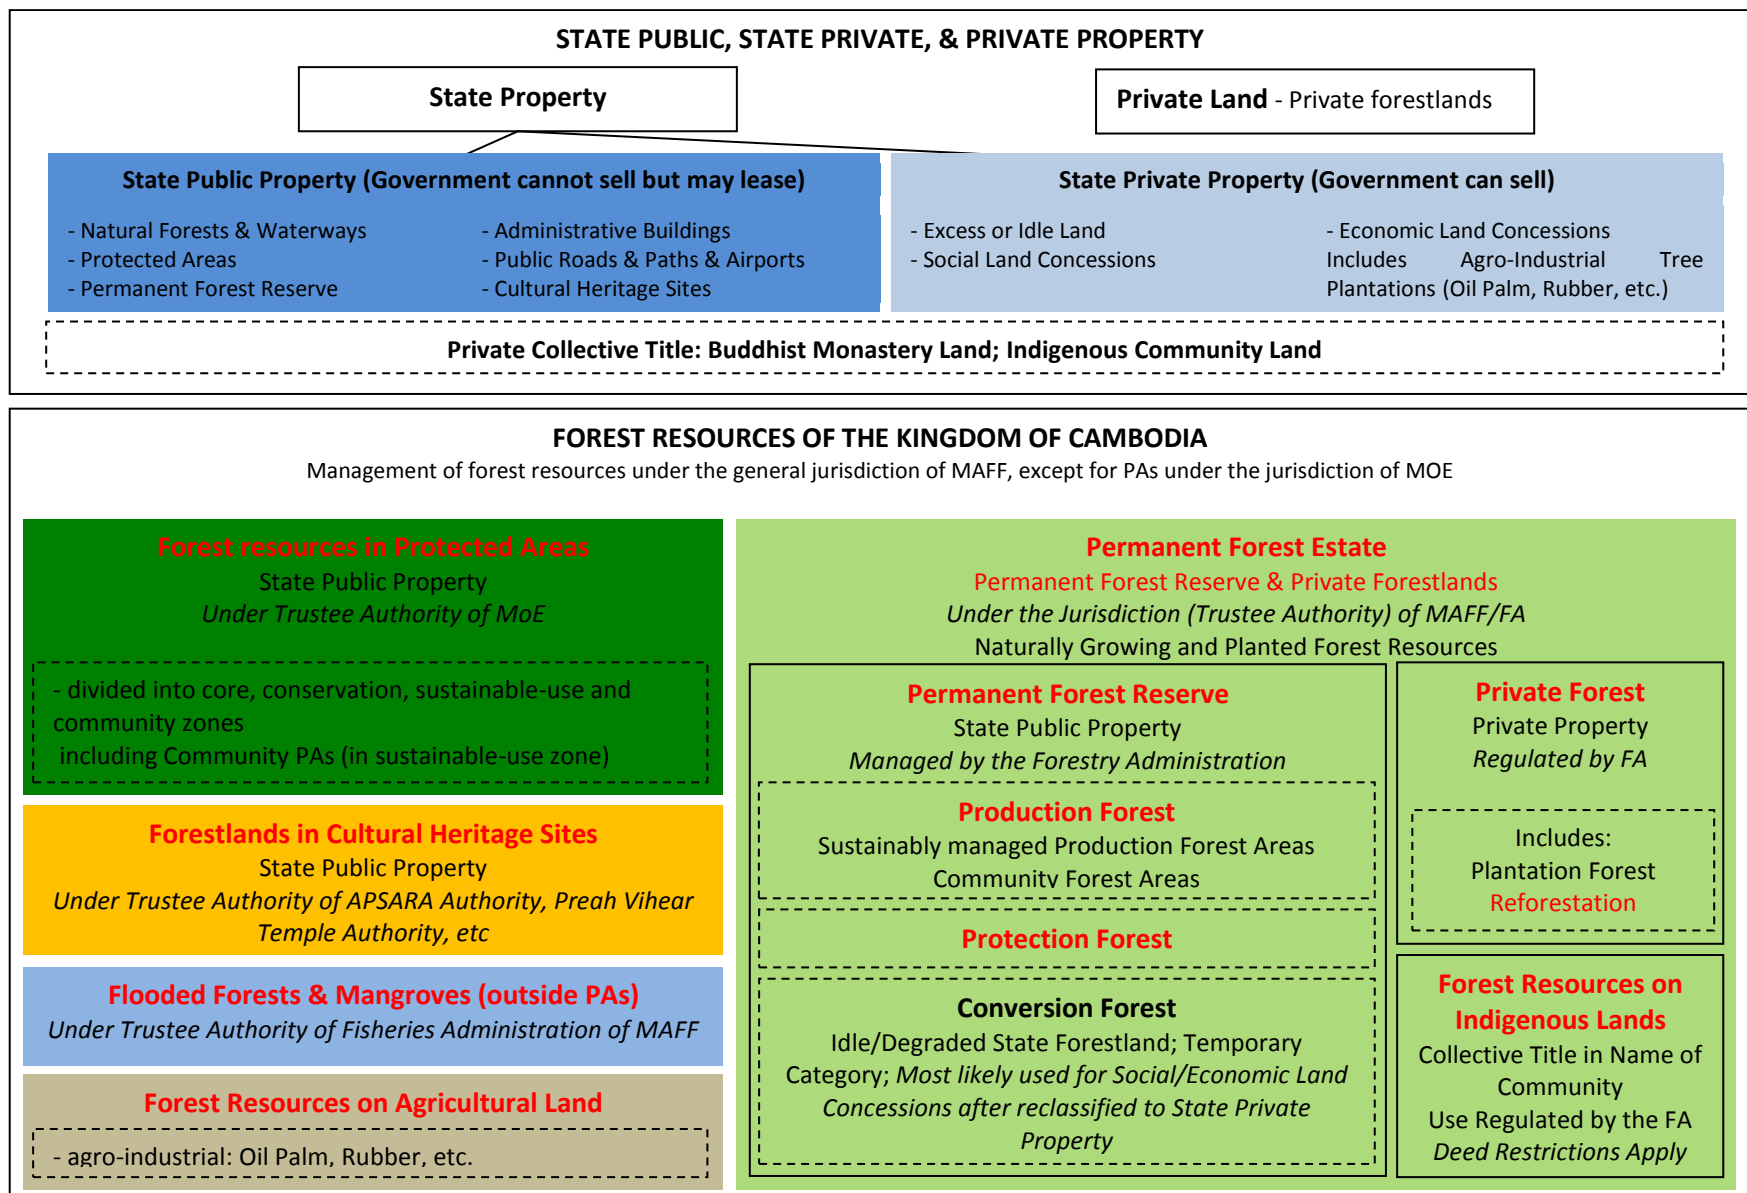 STATE PUBLIC, STATE PRIVATE, & PRIVATE PROPERTY
State Property
Private Land - Private forestlands
State Public Property (Government cannot sell but may lease)
- Natural Forests & Waterways
- Protected Areas
- Permanent Forest Reserve
- Administrative Buildings
- Public Roads & Paths & Airports
- Cultural Heritage Sites
State Private Property (Government can sell)
- Excess or Idle Land
- Social Land Concessions
- Economic Land Concessions
Includes Agro-Industrial Tree
Plantations (Oil Palm, Rubber, etc.)
Private Collective Title: Buddhist Monastery Land; Indigenous Community Land
FOREST RESOURCES OF THE KINGDOM OF CAMBODIA
Management of forest resources under the general jurisdiction of MAFF, except for PAs under the jurisdiction of MOE
Forest resources in Protected Areas
State Public Property
Under Trustee Authority of MoE
- divided into core, conservation, sustainable-use and
community zones
including Community PAs (in sustainable-use zone)
Forestlands in Cultural Heritage Sites
State Public Property
Under Trustee Authority of APSARA Authority, Preah Vihear
Temple Authority, etc
Flooded Forests & Mangroves (outside PAs)
Under Trustee Authority of Fisheries Administration of MAFF
Forest Resources on Agricultural Land
- agro-industrial: Oil Palm, Rubber, etc.
Permanent Forest Estate
Permanent Forest Reserve & Private Forestlands
Under the Jurisdiction (Trustee Authority) of MAFF/FA
Naturally Growing and Planted Forest Resources
Permanent Forest Reserve
State Public Property
Managed by the Forestry Administration
Production Forest
Sustainably managed Production Forest Areas
Community Forest Areas
Protection Forest
Conversion Forest
Idle/Degraded State Forestland; Temporary
Category; Most likely used for Social/Economic Land
Concessions after reclassified to State Private
Property
Private Forest
Private Property
Regulated by FA
Includes:
Plantation Forest
Reforestation
Forest Resources on
Indigenous Lands
Collective Title in Name of
Community
Use Regulated by the FA
Deed Restrictions Apply